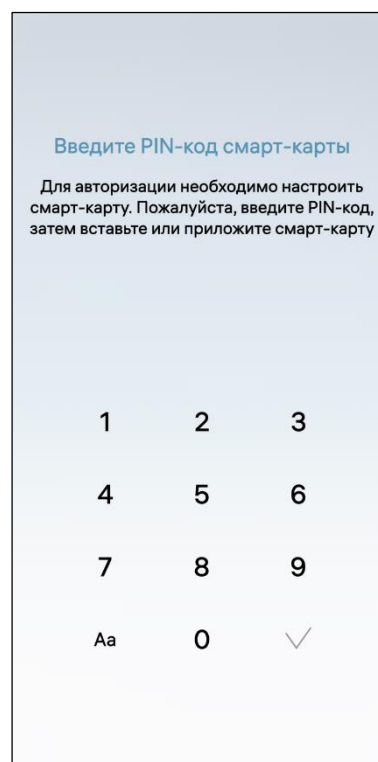 Введите PIN-код смарт-карты
Для авторизации необходимо настроить
смарт-карту. Пожалуйста, введите PIN-код,
затем вставьте или приложите смарт-карту
1 2 3
4 5 6
7 8 9
Aa 0